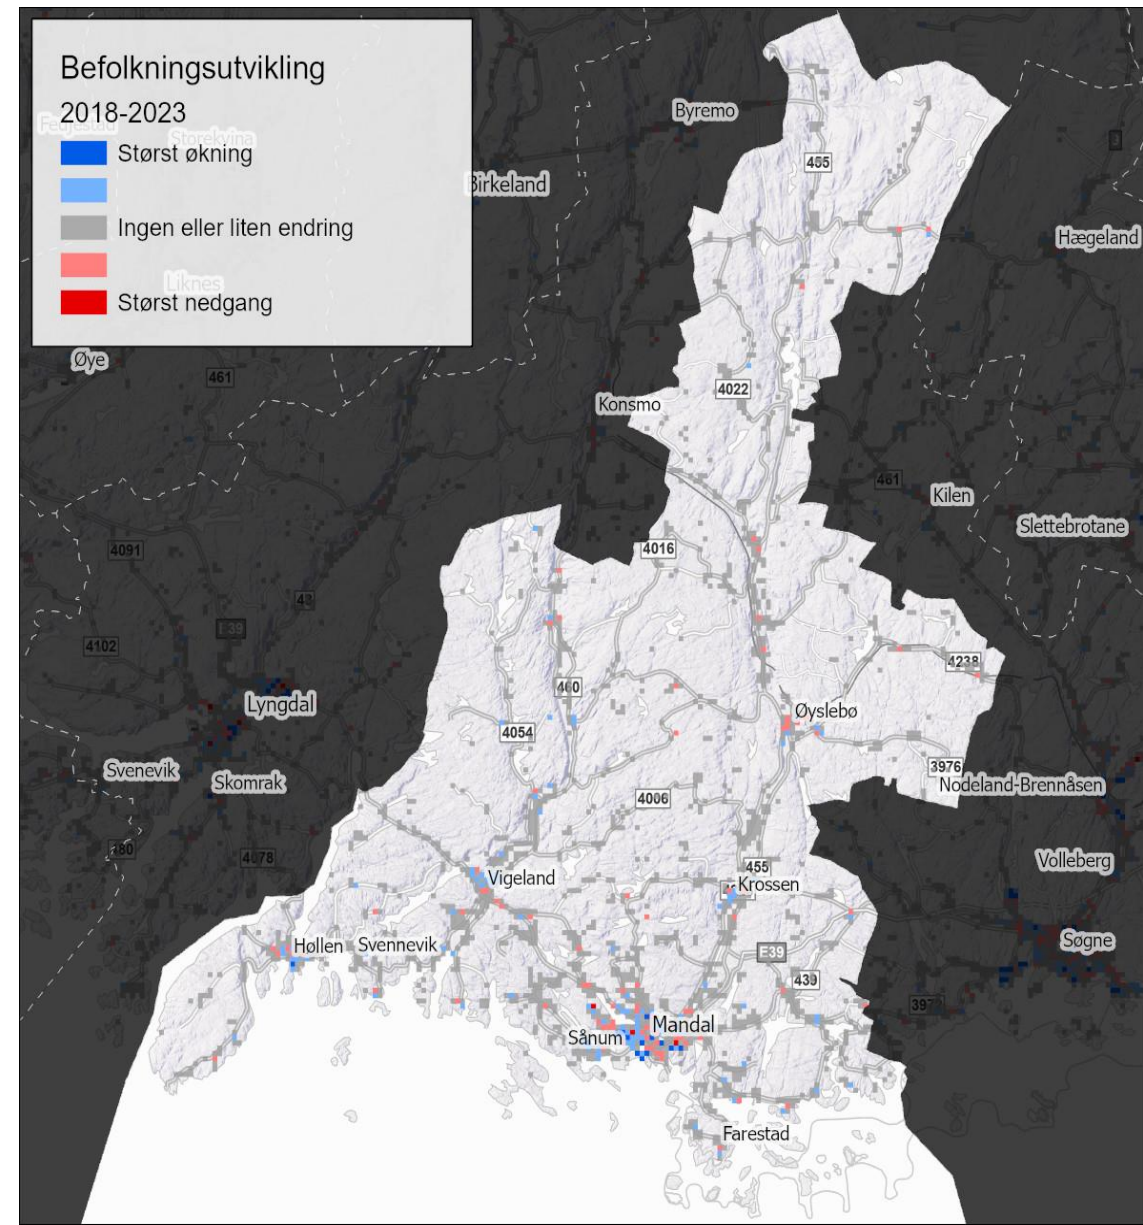 Befolkningsutvikling
2018-2023
Størst økning
Ingen eller liten endring
Størst nedgang
Storekvina
Liknes
Byremo
Birkeland
455
Hægeland
Øye
461
4022
Konsmo
461
Kilen
Slettebrotane
4091
4016
43
4102
E39
4238
460
Lyngdal
Øyslebø
4054
3976
Svenevik
Skomrak
4006
Nodeland-Brennåsen
4078
455
Volleberg
Vigeland
Krossen
Høllen
Svennevik
E39
Søgne
439
Mandal
Sånum
Farestad